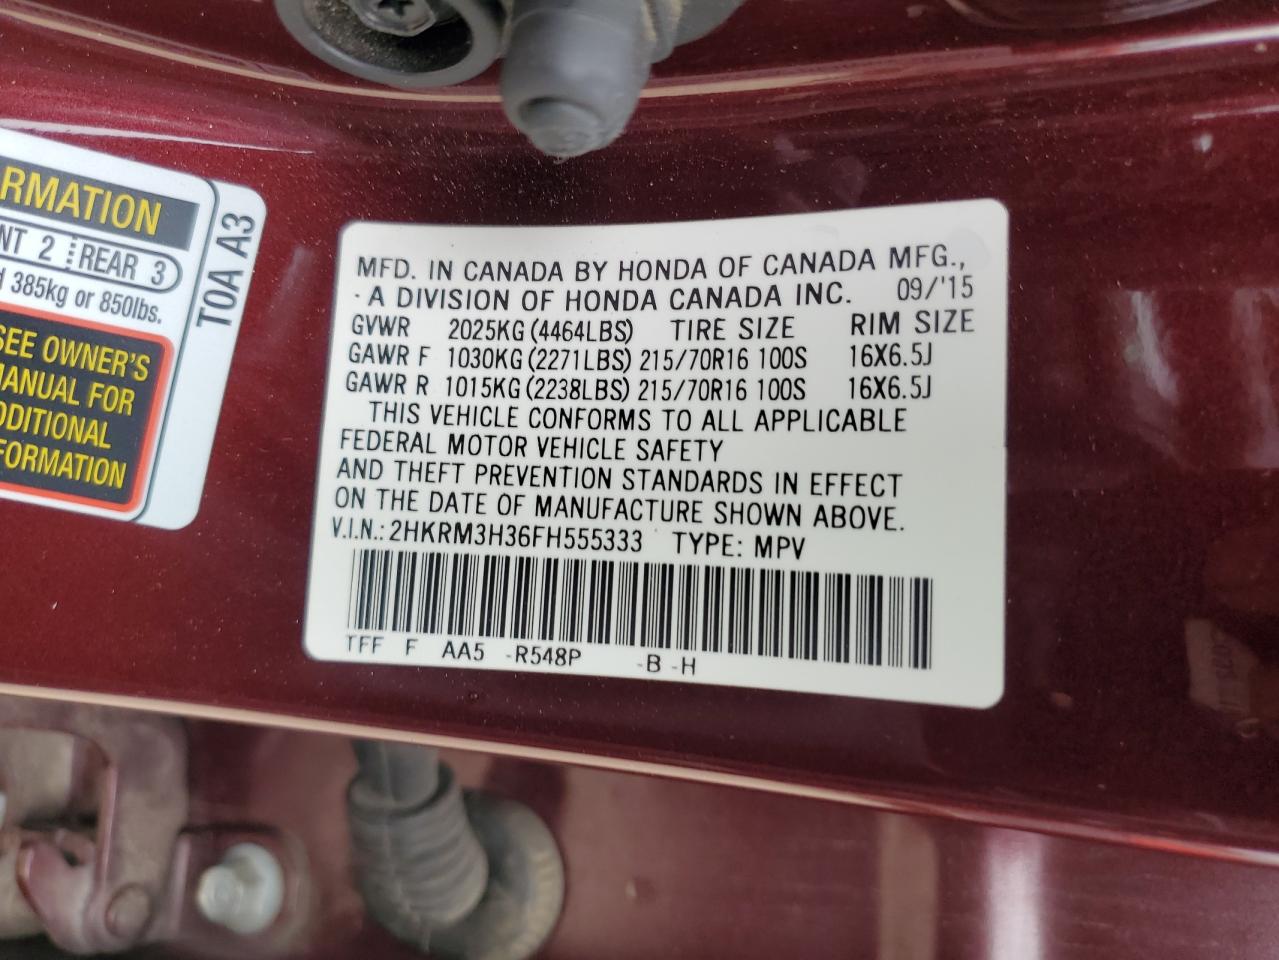 RMATION
NT 2 REAR 3
385kg or 850lbs.
SEE OWNER'S
MANUAL FOR
DDITIONAL
FORMATION
T0A A3
MFD. IN CANADA BY HONDA OF CANADA MFG.,
A DIVISION OF HONDA CANADA INC. 09/'15
GVWR 2025KG (4464LBS) TIRE SIZE RIM SIZE
GAWR F 1030KG (2271LBS) 215/70R16 100S 16X6.5J
GAWR R 1015KG (2238LBS) 215/70R16 100S 16X6.5J
THIS VEHICLE CONFORMS TO ALL APPLICABLE
FEDERAL MOTOR VEHICLE SAFETY
AND THEFT PREVENTION STANDARDS IN EFFECT
ON THE DATE OF MANUFACTURE SHOWN ABOVE.
V.I.N.: 2HKRM3H36FH555333 TYPE: MPV
TFF F AA5 -R548P -B -H